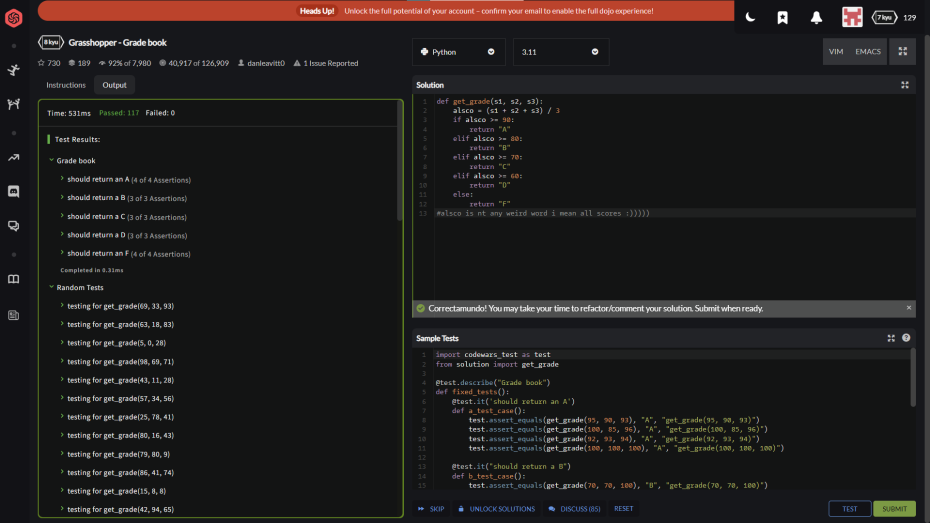 Heads Up! Unlock the full potential of your account – confirm your email to enable the full dojo experience!
7 kyu 129
8 kyu Grasshopper - Grade book
730 189 92% of 7,980 40,917 of 126,909 danleavitt0 1 Issue Reported
Python 3.11 VIM EMACS
Instructions Output
Time: 531ms Passed: 117 Failed: 0
Test Results:
Grade book
should return an A (4 of 4 Assertions)
should return a B (3 of 3 Assertions)
should return a C (3 of 3 Assertions)
should return a D (3 of 3 Assertions)
should return an F (4 of 4 Assertions)
Completed in 0.31ms
Random Tests
testing for get_grade(69, 33, 93)
testing for get_grade(63, 18, 83)
testing for get_grade(5, 0, 28)
testing for get_grade(98, 69, 71)
testing for get_grade(43, 11, 28)
testing for get_grade(57, 34, 56)
testing for get_grade(25, 78, 41)
testing for get_grade(80, 16, 43)
testing for get_grade(79, 80, 9)
testing for get_grade(86, 41, 74)
testing for get_grade(15, 8, 8)
testing for get_grade(42, 94, 65)
Solution
1 def get_grade(s1, s2, s3):
2 alsco = (s1 + s2 + s3) / 3
3 if alsco >= 90:
4 return "A"
5 elif alsco >= 80:
6 return "B"
7 elif alsco >= 70:
8 return "C"
9 elif alsco >= 60:
10 return "D"
11 else:
12 return "F"
13 #alsco is nt any weird word i mean all scores :)))))
Correctamundo! You may take your time to refactor/comment your solution. Submit when ready.
Sample Tests
1 import codewars_test as test
2 from solution import get_grade
3
4 @test.describe("Grade book")
5 def fixed_tests():
6 @test.it('should return an A')
7 def a_test_case():
8 test.assert_equals(get_grade(95, 90, 93), "A", "get_grade(95, 90, 93)")
9 test.assert_equals(get_grade(100, 85, 96), "A", "get_grade(100, 85, 96)")
10 test.assert_equals(get_grade(92, 93, 94), "A", "get_grade(92, 93, 94)")
11 test.assert_equals(get_grade(100, 100, 100), "A", "get_grade(100, 100, 100)")
12
13 @test.it("should return a B")
14 def b_test_case():
15 test.assert_equals(get_grade(70, 70, 100), "B", "get_grade(70, 70, 100)")
SKIP UNLOCK SOLUTIONS DISCUSS (85) RESET TEST SUBMIT